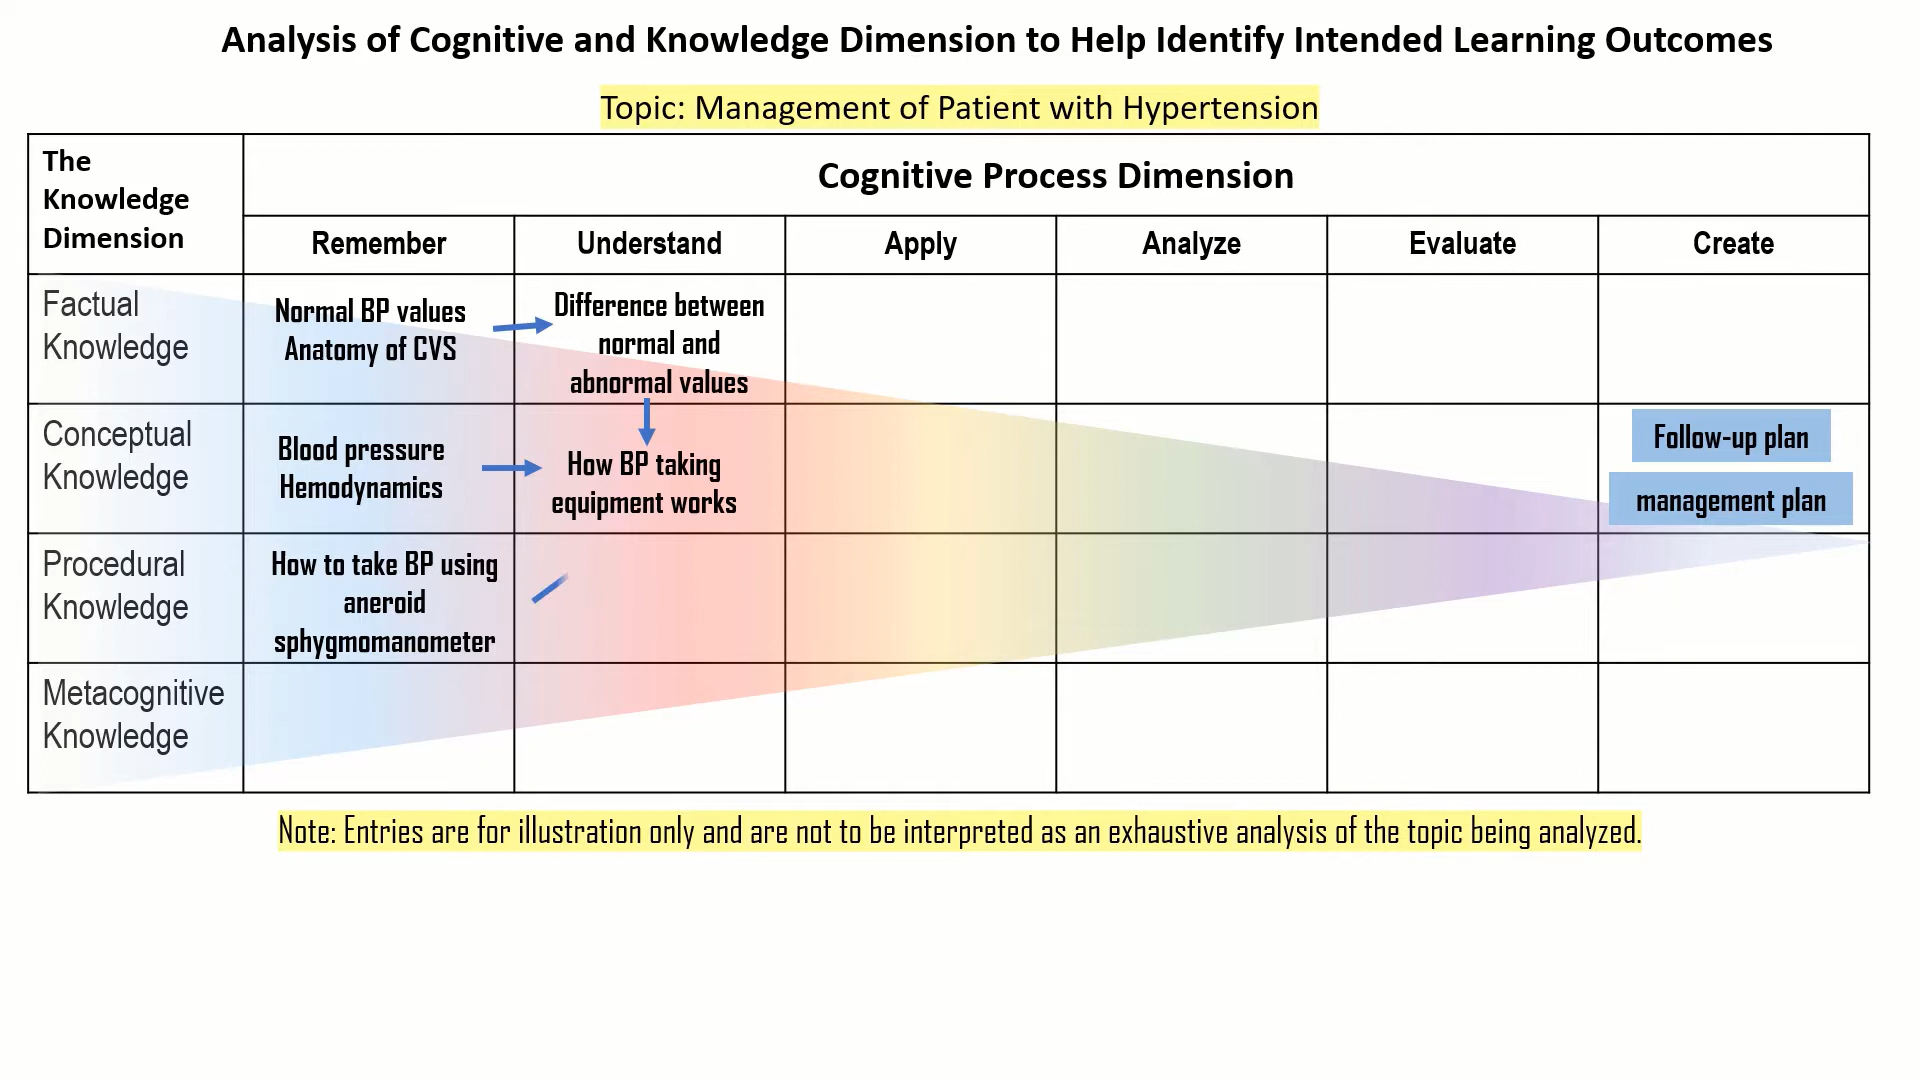 Analysis of Cognitive and Knowledge Dimension to Help Identify Intended Learning Outcomes
Topic: Management of Patient with Hypertension
The
Knowledge
Dimension
Cognitive Process Dimension
Remember
Understand
Apply
Analyze
Evaluate
Create
Factual
Knowledge
Normal BP values
Anatomy of CVS
Difference between
normal and
abnormal values
Conceptual
Knowledge
Blood pressure
Hemodynamics
How BP taking
equipment works
Follow-up plan
management plan
Procedural
Knowledge
How to take BP using
aneroid
sphygmomanometer
Metacognitive
Knowledge
Note: Entries are for illustration only and are not to be interpreted as an exhaustive analysis of the topic being analyzed.